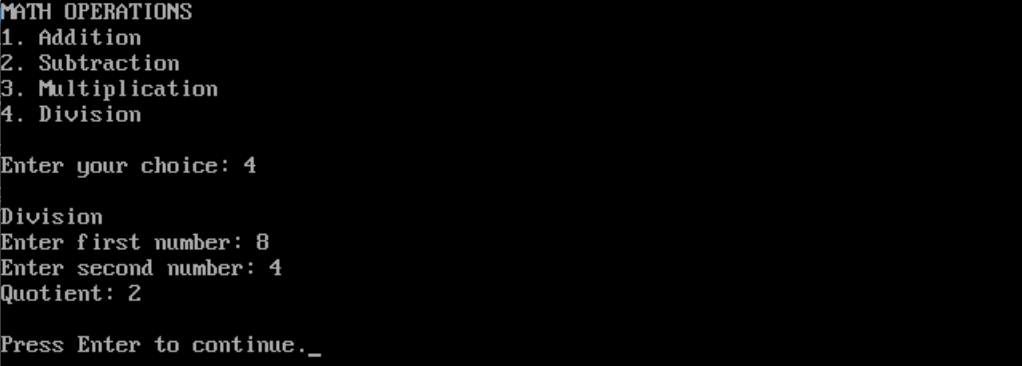 MATH OPERATIONS
1. Addition
2. Subtraction
3. Multiplication
4. Division
Enter your choice: 4
Division
Enter first number: 8
Enter second number: 4
Quotient: 2
Press Enter to continue._